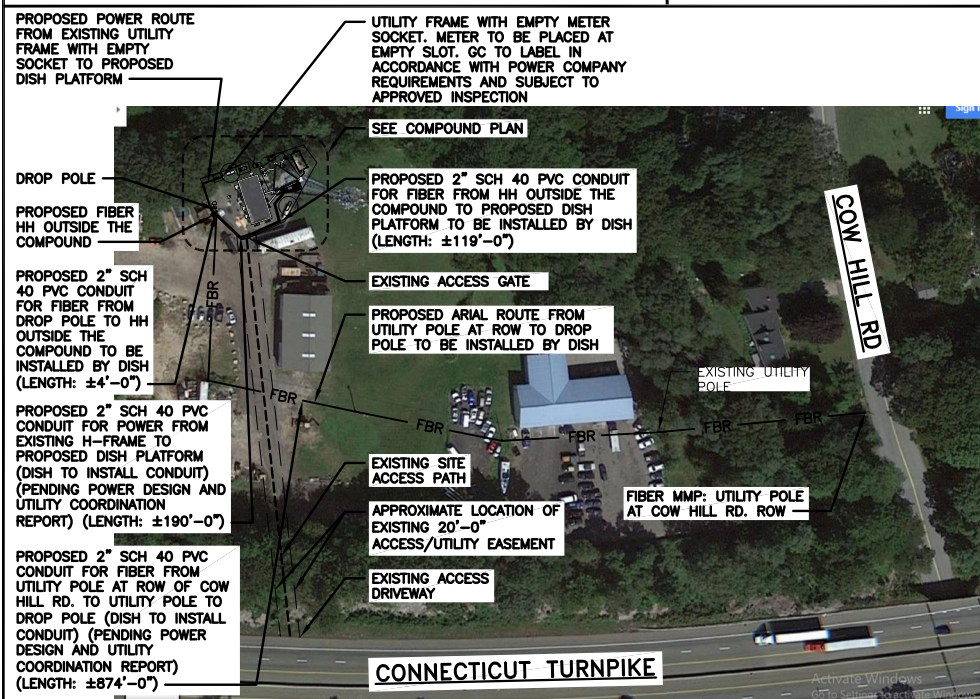 PROPOSED POWER ROUTE
FROM EXISTING UTILITY
FRAME WITH EMPTY
SOCKET TO PROPOSED
DISH PLATFORM
UTILITY FRAME WITH EMPTY METER
SOCKET. METER TO BE PLACED AT
EMPTY SLOT. GC TO LABEL IN
ACCORDANCE WITH POWER COMPANY
REQUIREMENTS AND SUBJECT TO
APPROVED INSPECTION
Sign
SEE COMPOUND PLAN
DROP POLE
PROPOSED FIBER
HH OUTSIDE THE
COMPOUND
PROPOSED 2" SCH 40 PVC CONDUIT
FOR FIBER FROM HH OUTSIDE THE
COMPOUND TO PROPOSED DISH
PLATFORM TO BE INSTALLED BY DISH
(LENGTH: ±119'-0")
COW HILL RD
PROPOSED 2" SCH
40 PVC CONDUIT
FOR FIBER FROM
DROP POLE TO HH
OUTSIDE THE
COMPOUND TO BE
INSTALLED BY DISH
(LENGTH: ±4'-0")
EXISTING ACCESS GATE
FBR
PROPOSED ARIAL ROUTE FROM
UTILITY POLE AT ROW TO DROP
POLE TO BE INSTALLED BY DISH
EXISTING UTILITY
POLE
FBR
FBR
FBR
FBR
FBR
PROPOSED 2" SCH 40 PVC
CONDUIT FOR POWER FROM
EXISTING H-FRAME TO
PROPOSED DISH PLATFORM
(DISH TO INSTALL CONDUIT)
(PENDING POWER DESIGN AND
UTILITY COORDINATION
REPORT) (LENGTH: ±190'-0")
EXISTING SITE
ACCESS PATH
FIBER MMP: UTILITY POLE
AT COW HILL RD. ROW
APPROXIMATE LOCATION OF
EXISTING 20'-0"
ACCESS/UTILITY EASEMENT
PROPOSED 2" SCH 40 PVC
CONDUIT FOR FIBER FROM
UTILITY POLE AT ROW OF COW
HILL RD. TO UTILITY POLE TO
DROP POLE (DISH TO INSTALL
CONDUIT) (PENDING POWER
DESIGN AND UTILITY
COORDINATION REPORT)
(LENGTH: ±874'-0")
EXISTING ACCESS
DRIVEWAY
CONNECTICUT TURNPIKE
Activate Windows
Go to Settings to activate Windows